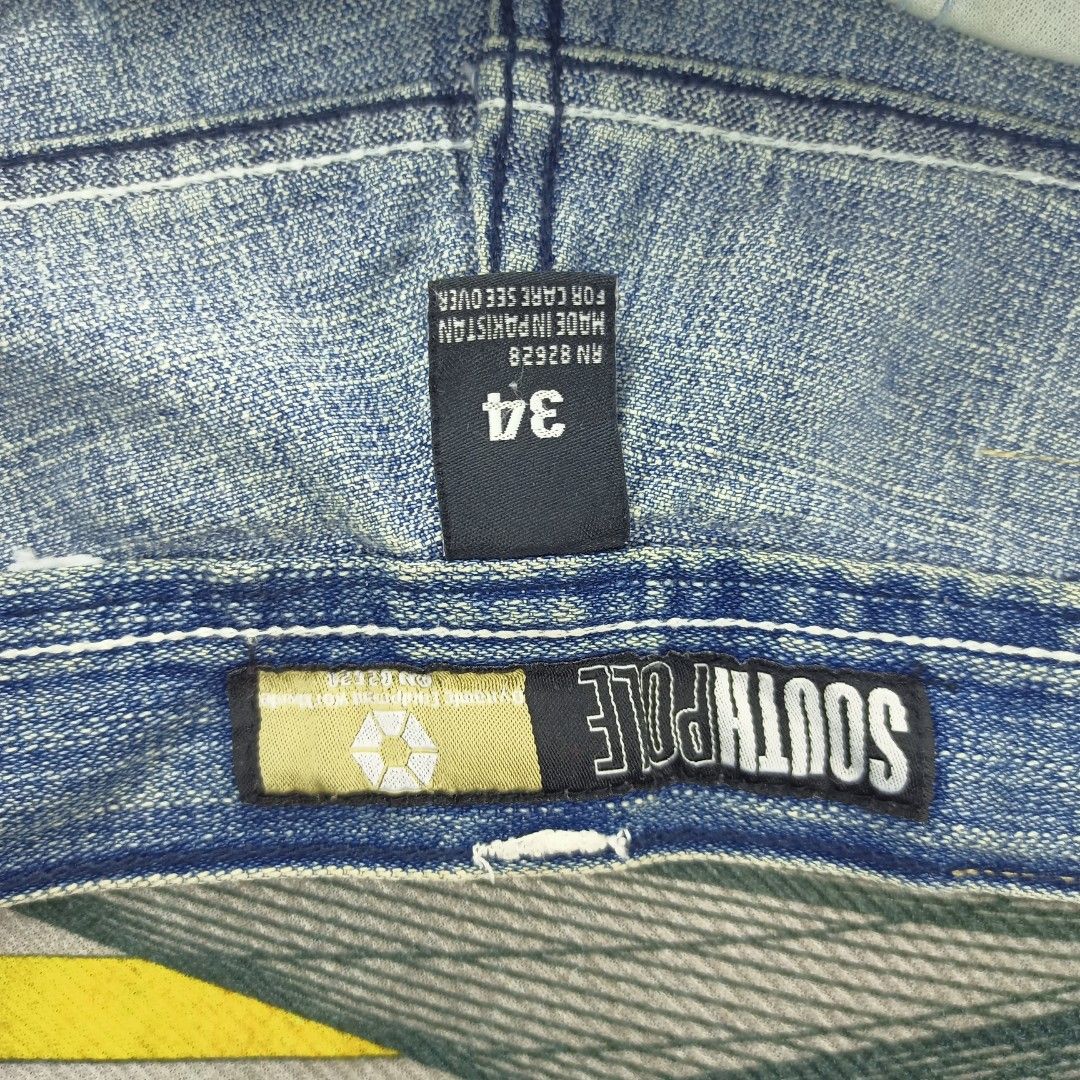 SOUTHPOLE
34
RN 82628
MADE IN PAKISTAN
FOR CARE SEE OVER